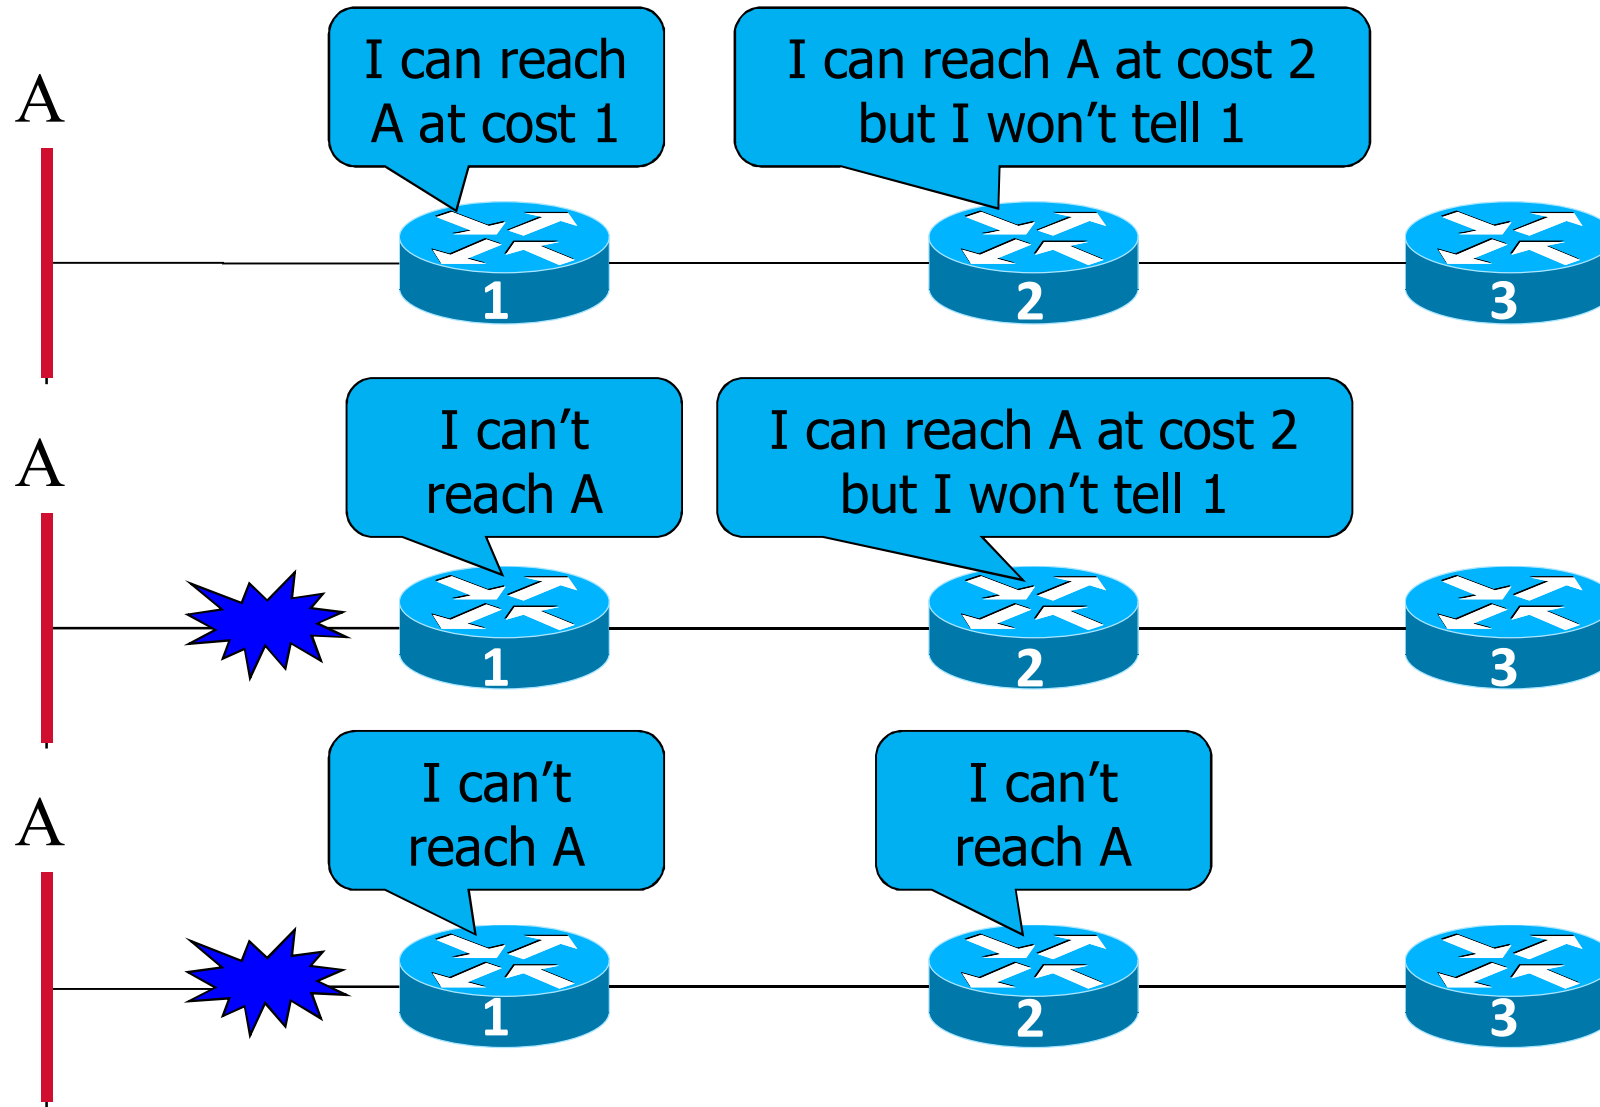 I can reach
A at cost 1
I can reach A at cost 2
but I won't tell 1
A
1
2
3
I can't
reach A
I can reach A at cost 2
but I won't tell 1
A
1
2
3
I can't
reach A
I can't
reach A
A
1
2
3